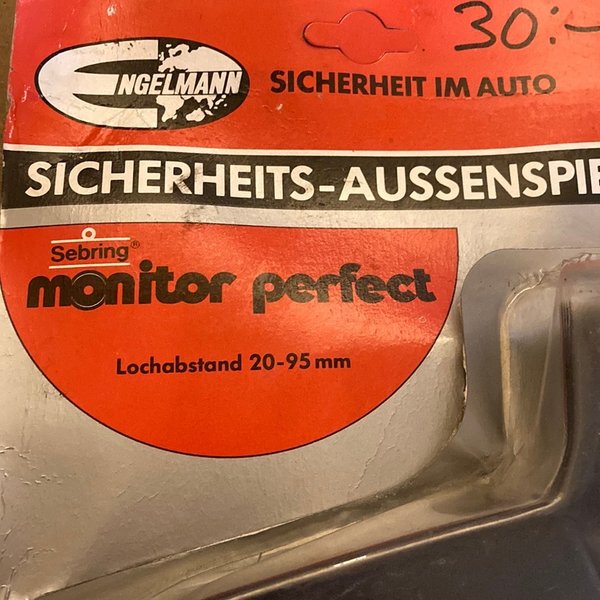 30:-
ENGELMANN
SICHERHEIT IM AUTO
SICHERHEITS-AUSSENSPIE
Sebring®
monitor perfect
Lochabstand 20-95 mm